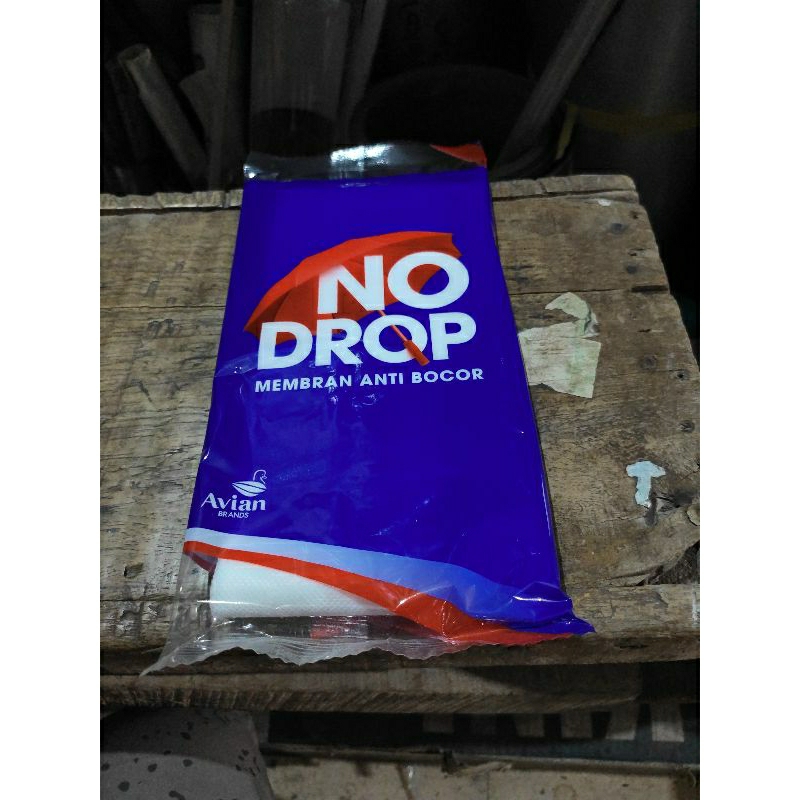 NO
DROP
MEMBRAN ANTI BOCOR
Avian
BRANDS